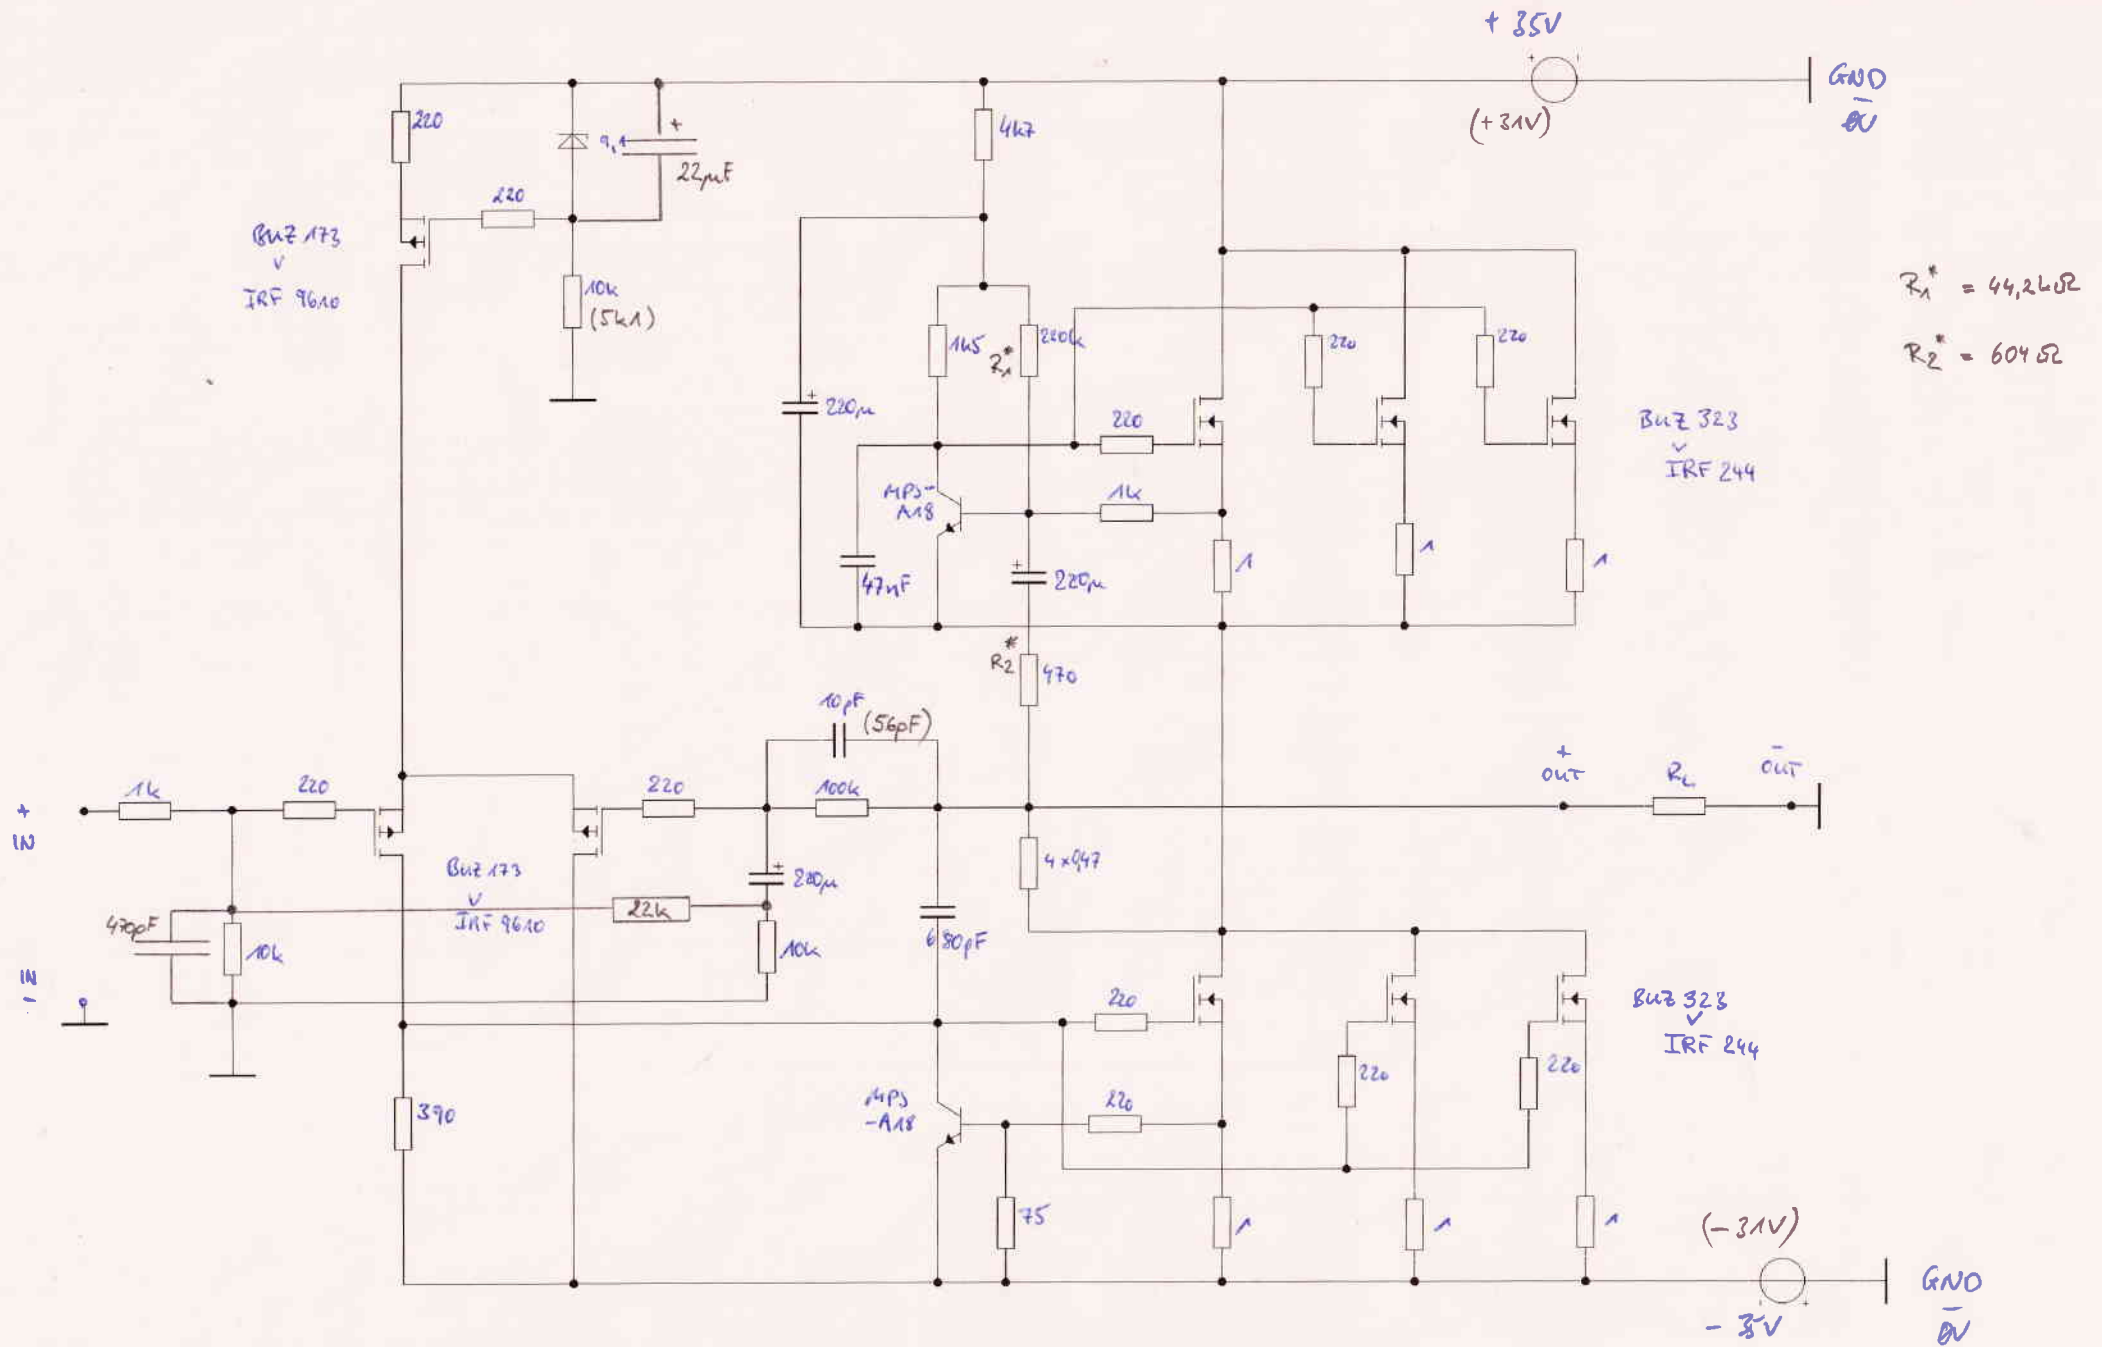 + 35V
GND
0V
(+31V)
220
9,1
+
22µF
4k7
220
BUZ 173
IRF 9610
10k
(5k1)
R1* = 44,2kΩ
R2* = 604Ω
1k5
R1*
220k
220
220
+
220µ
220
BUZ 323
IRF 244
MPS-
A18
1k
47nF
+
220µ
1
1
1
R2*
470
10pF
(56pF)
+
OUT
RL
-
OUT
1k
220
220
100k
+
IN
4x0,47
BUZ 173
IRF 9610
+
220µ
22k
470pF
10k
10k
680pF
IN
-
220
BUZ 323
IRF 244
220
220
390
MPS
-A18
220
75
1
1
1
(-31V)
- 35V
GND
0V